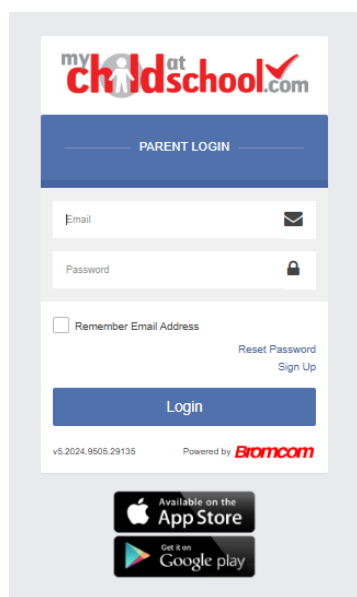 my child at school.com
PARENT LOGIN
Email
Password
Remember Email Address
Reset Password
Sign Up
Login
v5.2024.9505.29135 Powered by Bromcom
Available on the
App Store
Get it on
Google play